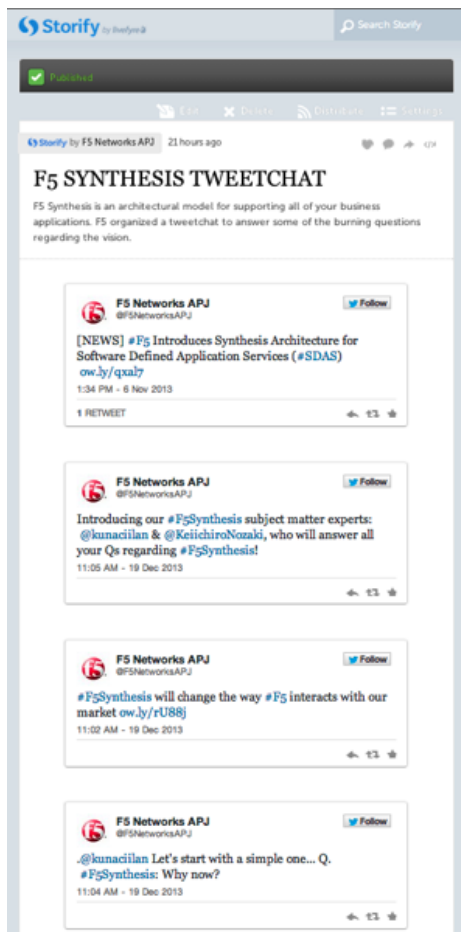 Storify by livefyre
Search Storify
Published
Edit Delete Distribute Settings
Storify by F5 Networks APJ 21 hours ago
F5 SYNTHESIS TWEETCHAT
F5 Synthesis is an architectural model for supporting all of your business
applications. F5 organized a tweetchat to answer some of the burning questions
regarding the vision.
F5 Networks APJ
Follow
@F5NetworksAPJ
[NEWS] #F5 Introduces Synthesis Architecture for
Software Defined Application Services (#SDAS)
ow.ly/qxal7
1:34 PM - 6 Nov 2013
1 RETWEET
F5 Networks APJ
Follow
@F5NetworksAPJ
Introducing our #F5Synthesis subject matter experts:
@kunaciilan & @KeiichiroNozaki, who will answer all
your Qs regarding #F5Synthesis!
11:05 AM - 19 Dec 2013
F5 Networks APJ
Follow
@F5NetworksAPJ
#F5Synthesis will change the way #F5 interacts with our
market ow.ly/rU88j
11:02 AM - 19 Dec 2013
F5 Networks APJ
Follow
@F5NetworksAPJ
.@kunaciilan Let's start with a simple one... Q.
#F5Synthesis: Why now?
11:04 AM - 19 Dec 2013